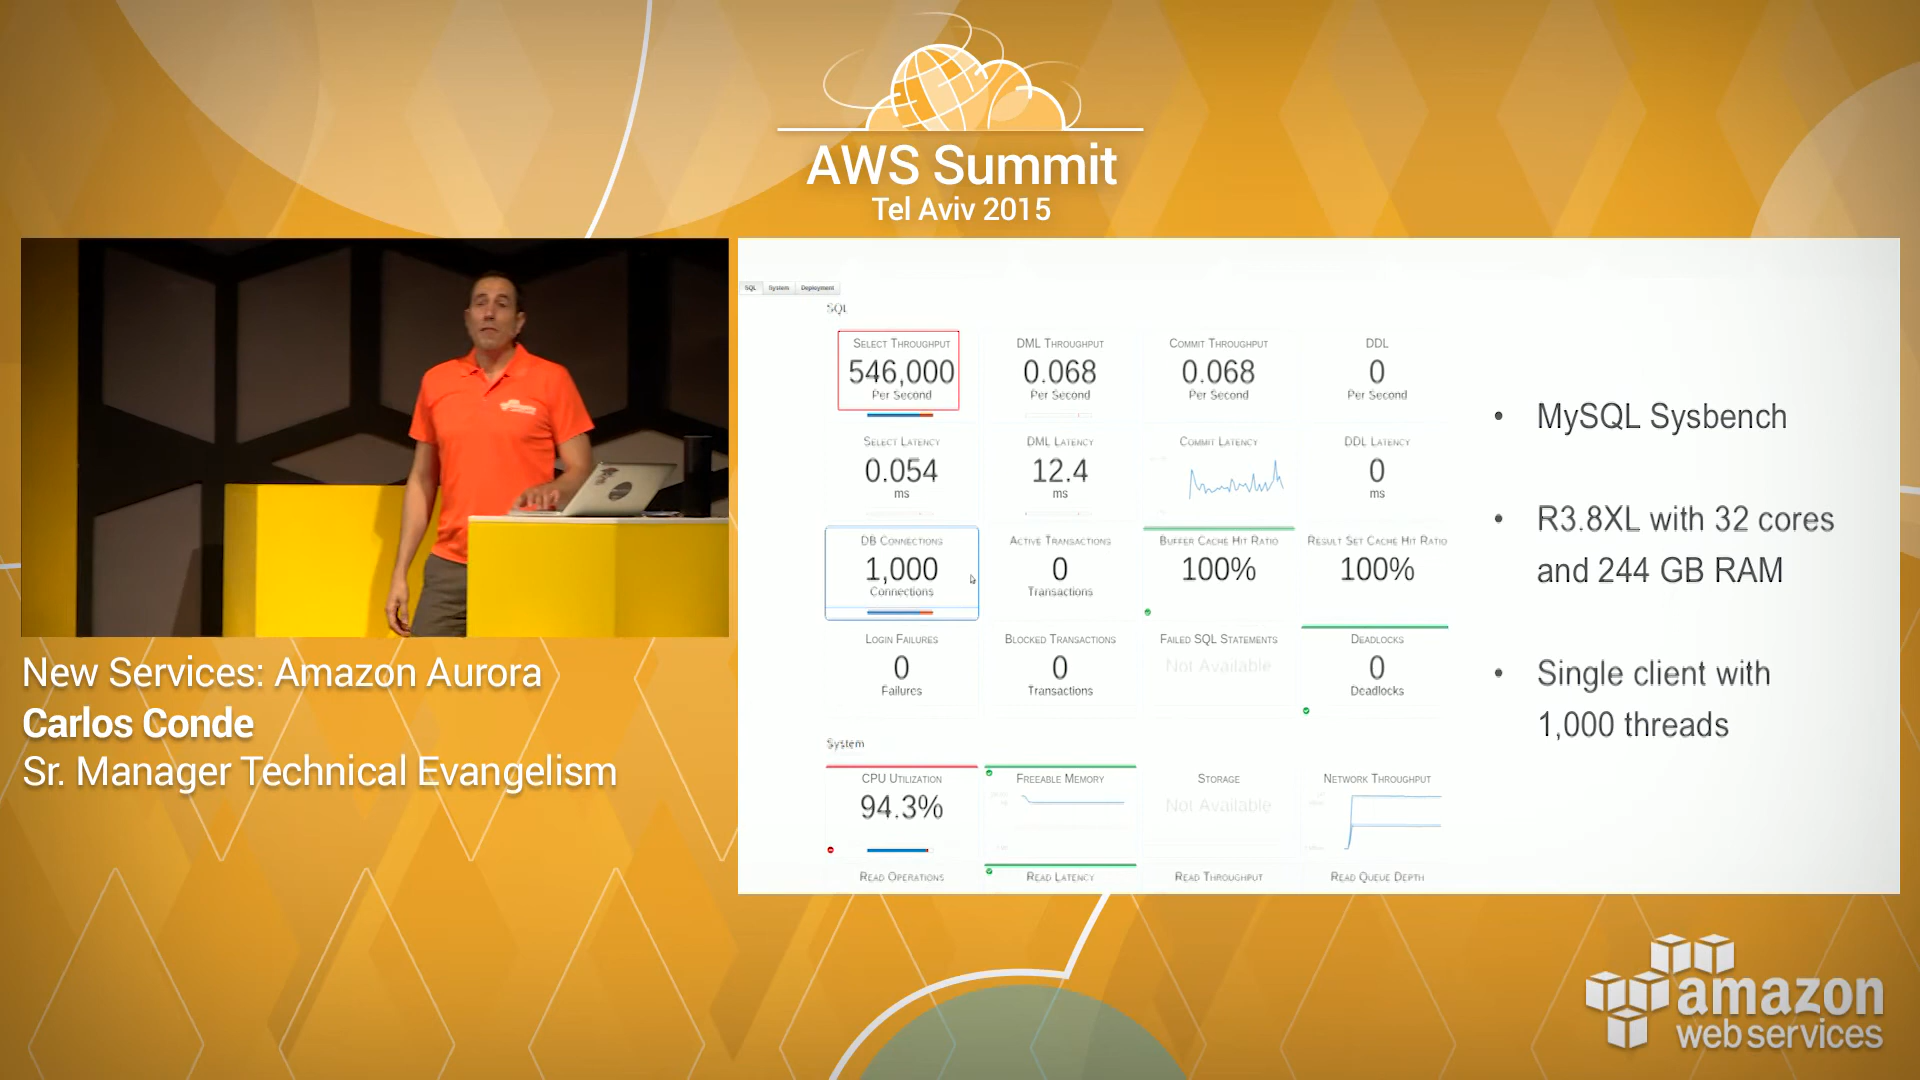 AWS Summit
Tel Aviv 2015
SQL System Deployment
SQL
SELECT THROUGHPUT DML THROUGHPUT COMMIT THROUGHPUT DDL
546,000 0.068 0.068 0
Per Second Per Second Per Second Per Second
SELECT LATENCY DML LATENCY COMMIT LATENCY DDL LATENCY
0.054 12.4 0
ms ms ms
DB CONNECTIONS ACTIVE TRANSACTIONS BUFFER CACHE HIT RATIO RESULT SET CACHE HIT RATIO
1,000 0 100% 100%
Connections Transactions
LOGIN FAILURES BLOCKED TRANSACTIONS FAILED SQL STATEMENTS DEADLOCKS
0 0 Not Available 0
Failures Transactions Deadlocks
System
CPU UTILIZATION FREEABLE MEMORY STORAGE NETWORK THROUGHPUT
94.3% Not Available
READ OPERATIONS READ LATENCY READ THROUGHPUT READ QUEUE DEPTH
• MySQL Sysbench
• R3.8XL with 32 cores
and 244 GB RAM
• Single client with
1,000 threads
New Services: Amazon Aurora
Carlos Conde
Sr. Manager Technical Evangelism
amazon
web services